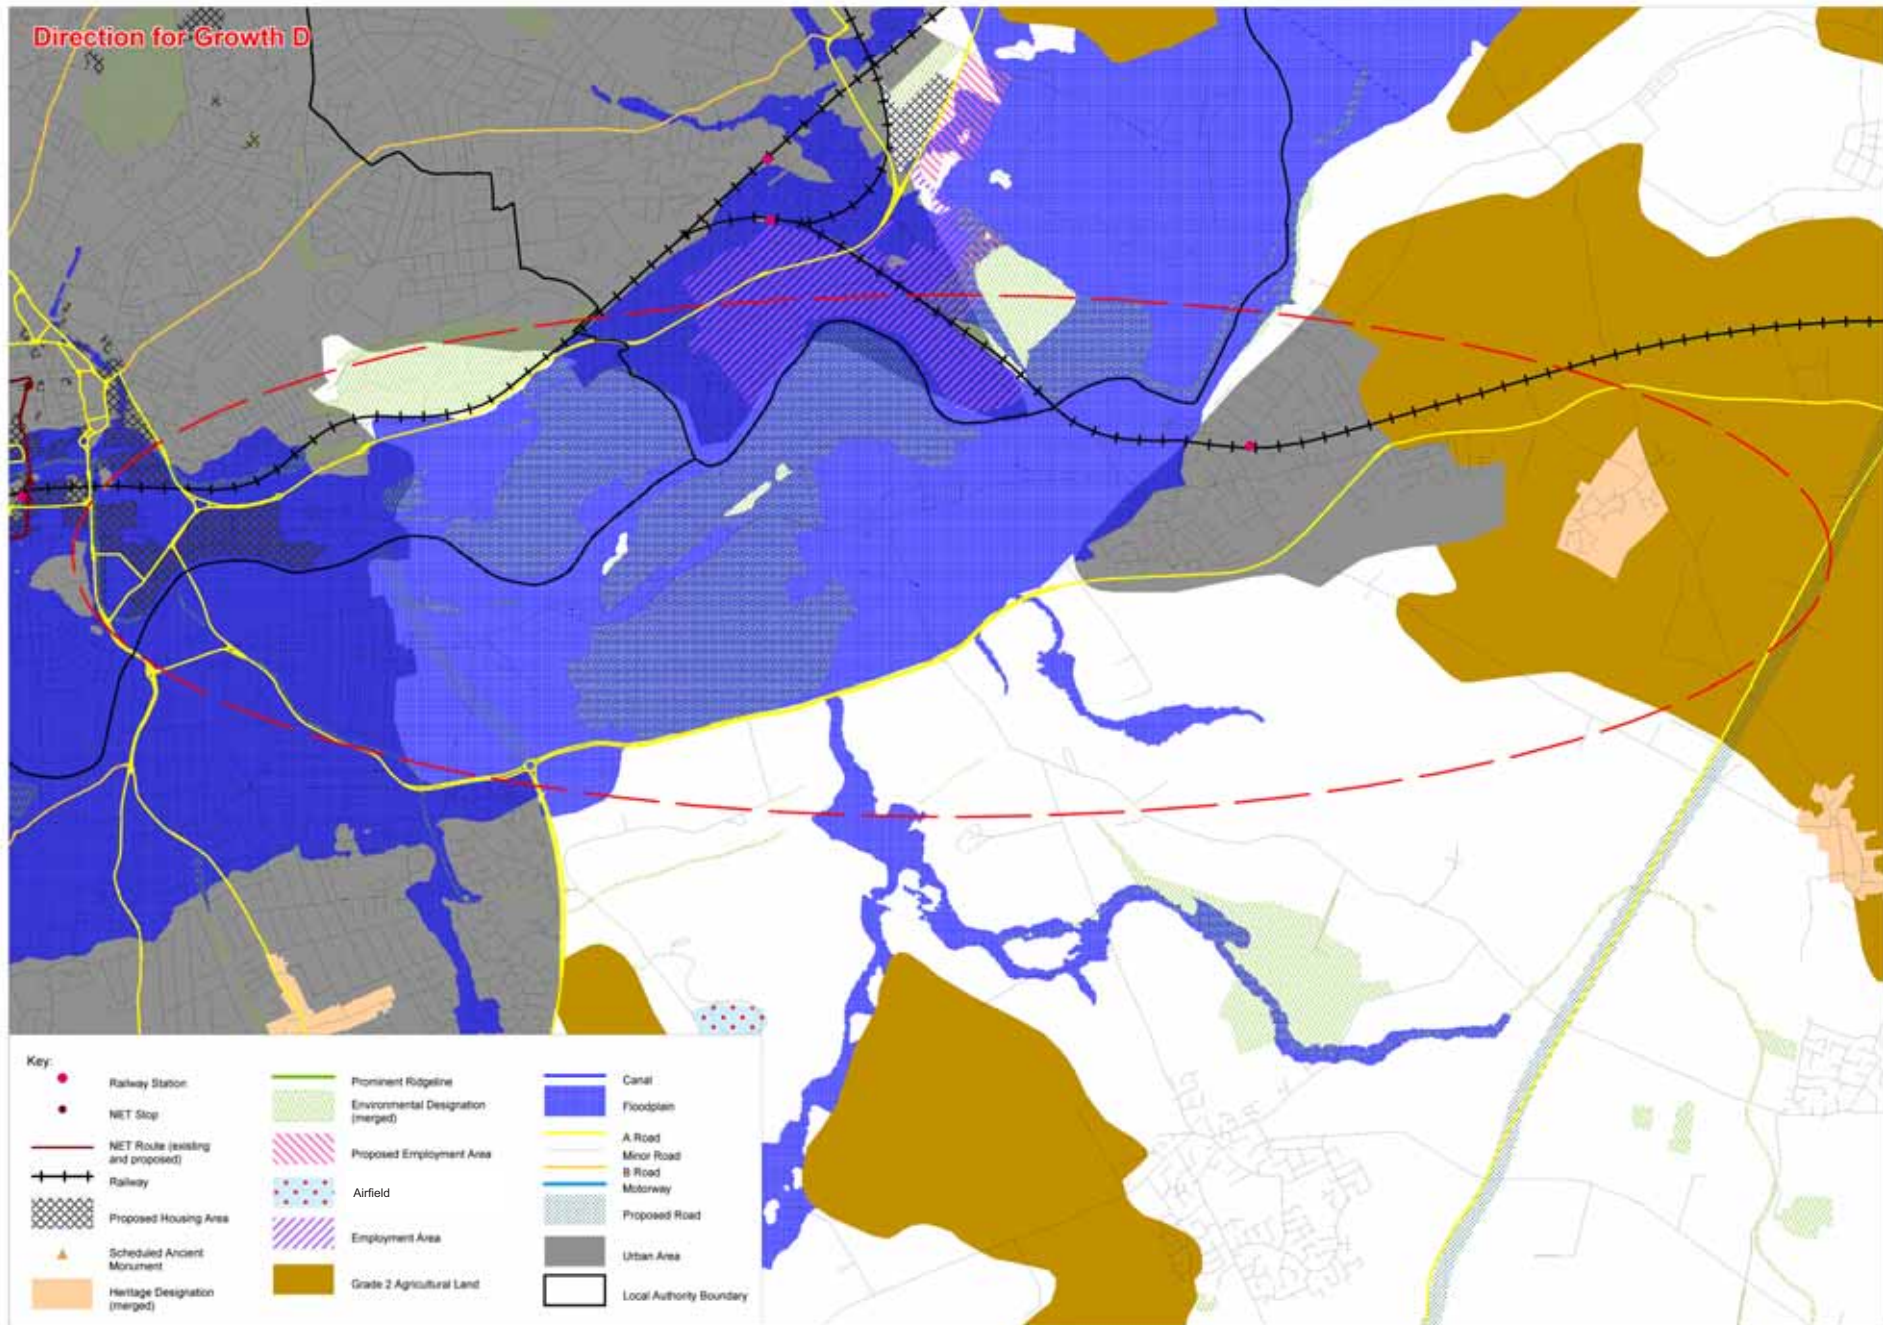 Direction for Growth D
Key:
Railway Station
NET Stop
NET Route (existing
and proposed)
Railway
Proposed Housing Area
Scheduled Ancient
Monument
Heritage Designation
(merged)
Prominent Ridgeline
Environmental Designation
(merged)
Proposed Employment Area
Airfield
Employment Area
Grade 2 Agricultural Land
Canal
Floodplain
A Road
Minor Road
B Road
Motorway
Proposed Road
Urban Area
Local Authority Boundary